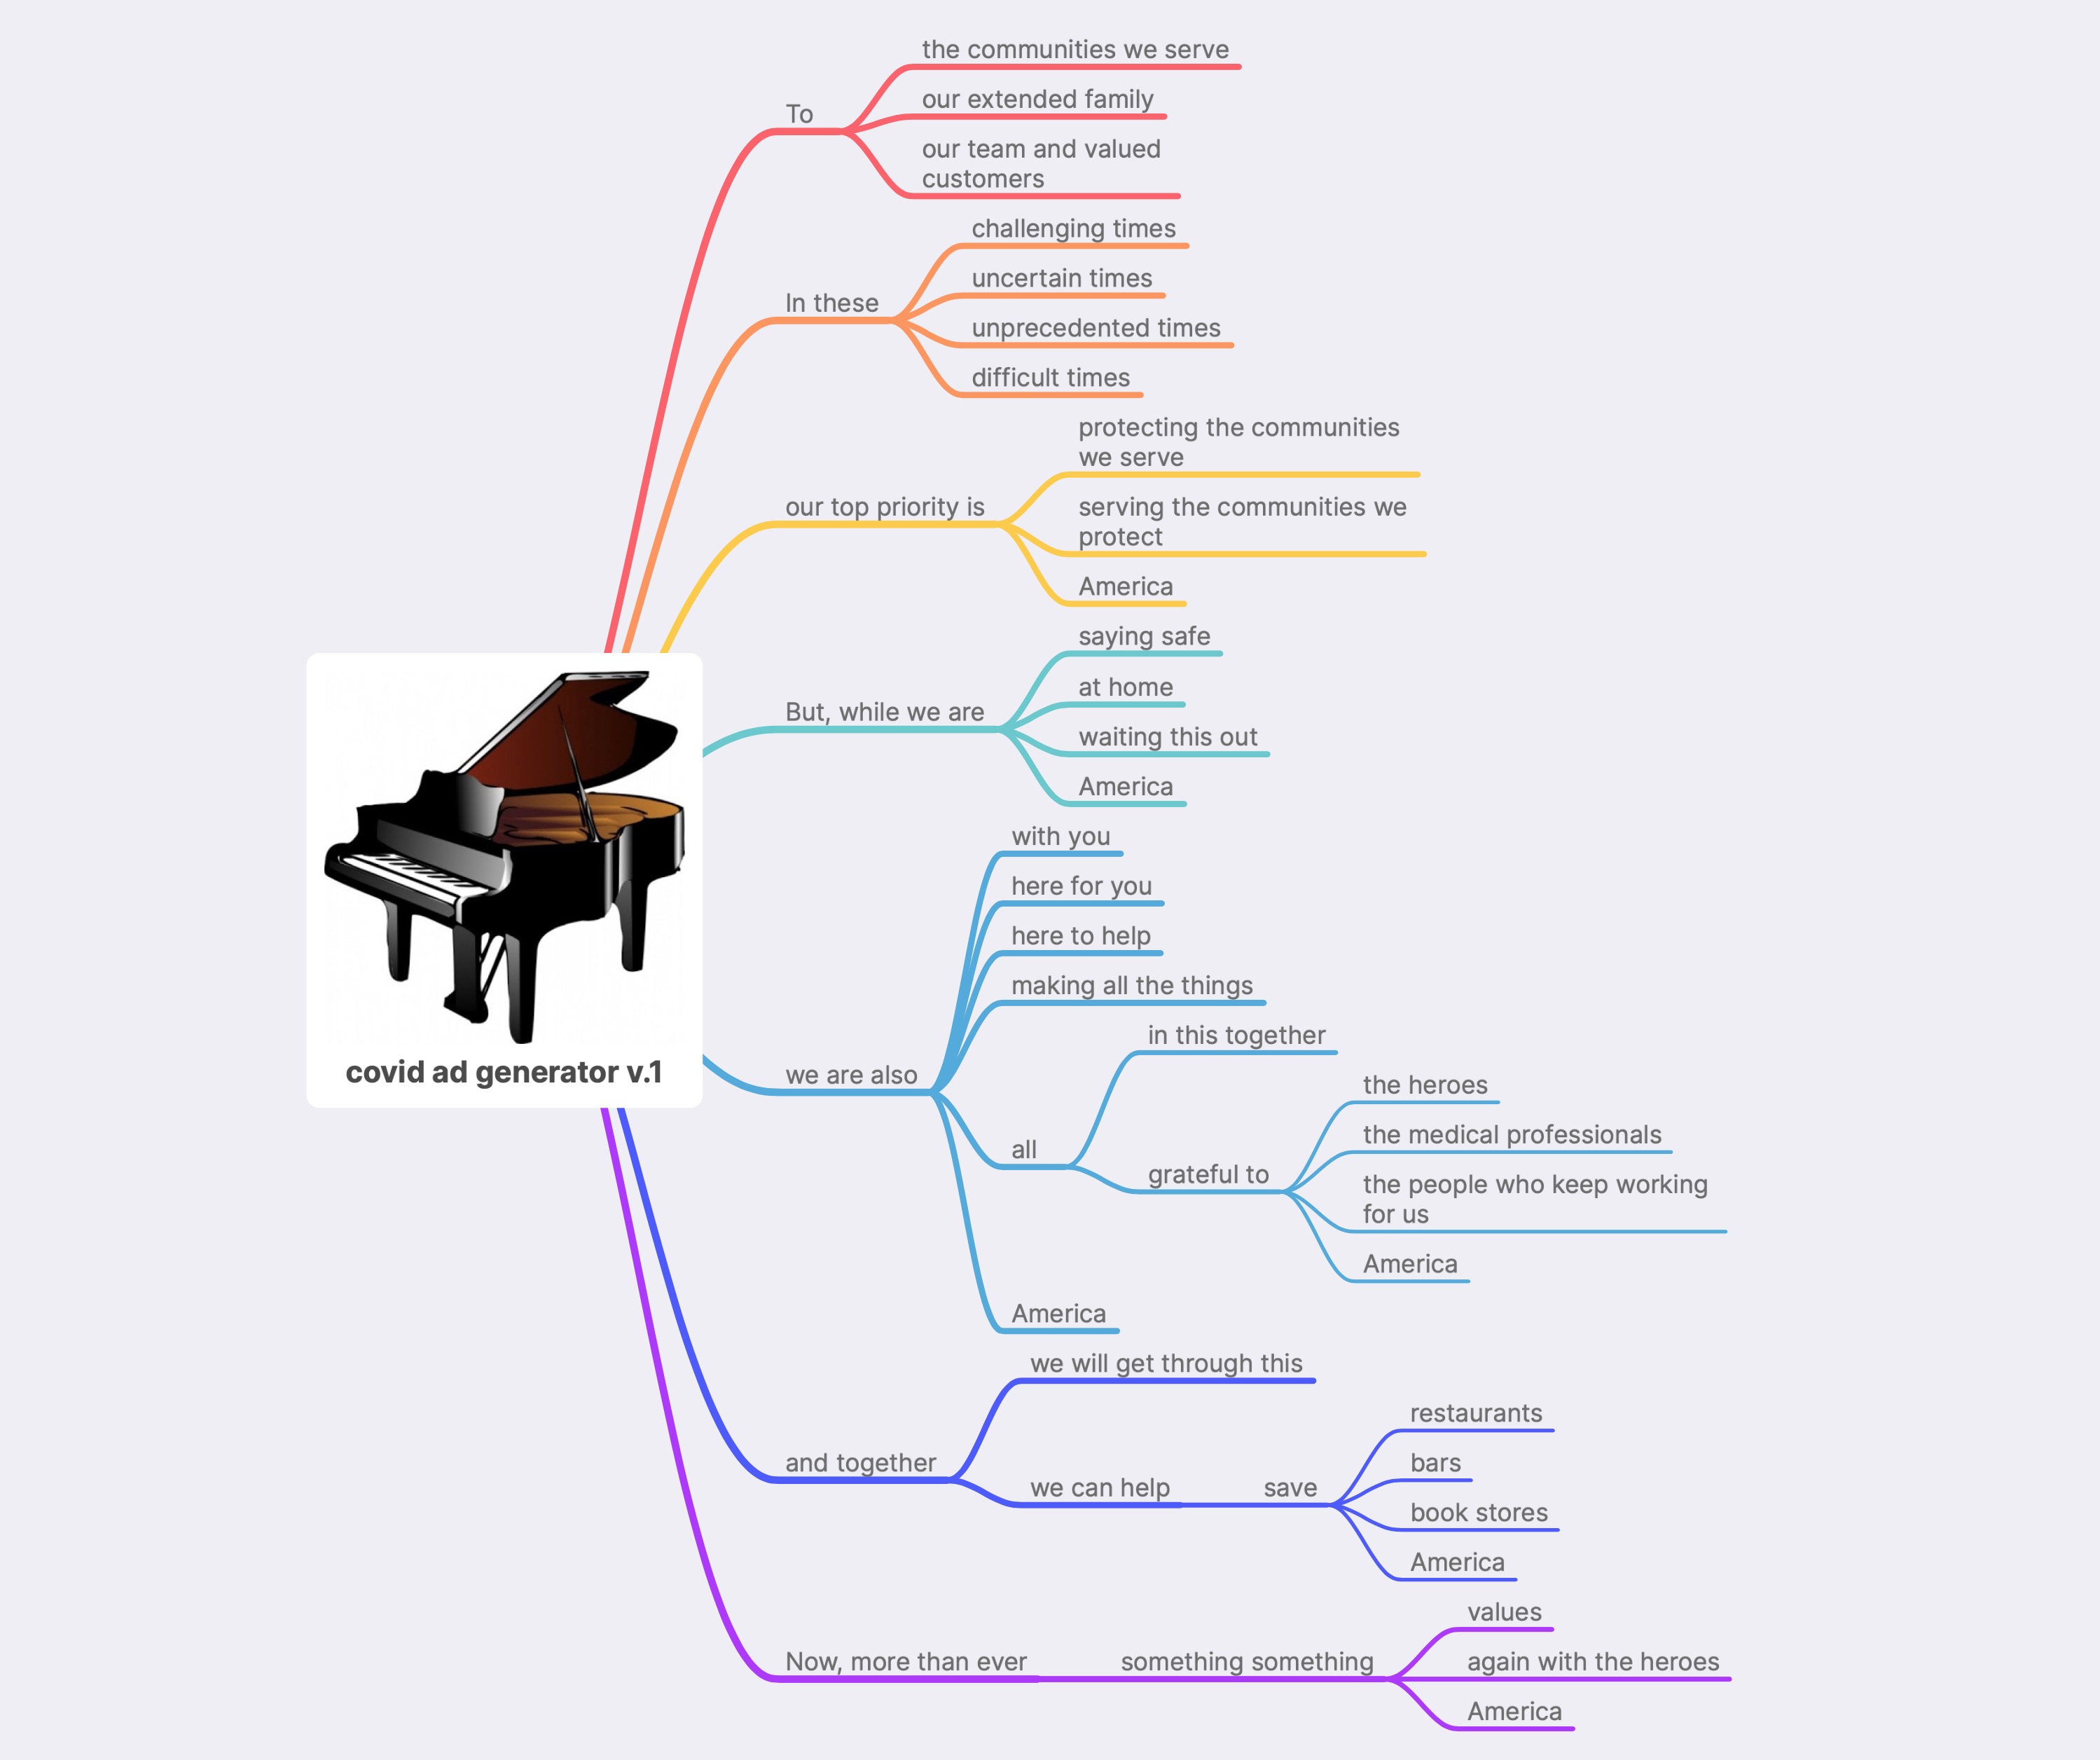 the communities we serve
To
our extended family
our team and valued
customers
challenging times
In these
uncertain times
unprecedented times
difficult times
protecting the communities
we serve
our top priority is
serving the communities we
protect
America
saying safe
But, while we are
at home
waiting this out
America
with you
here for you
here to help
making all the things
we are also
all
in this together
grateful to
the heroes
the medical professionals
the people who keep working
for us
America
America
covid ad generator v.1
we will get through this
and together
we can help
save
restaurants
bars
book stores
America
Now, more than ever
something something
values
again with the heroes
America